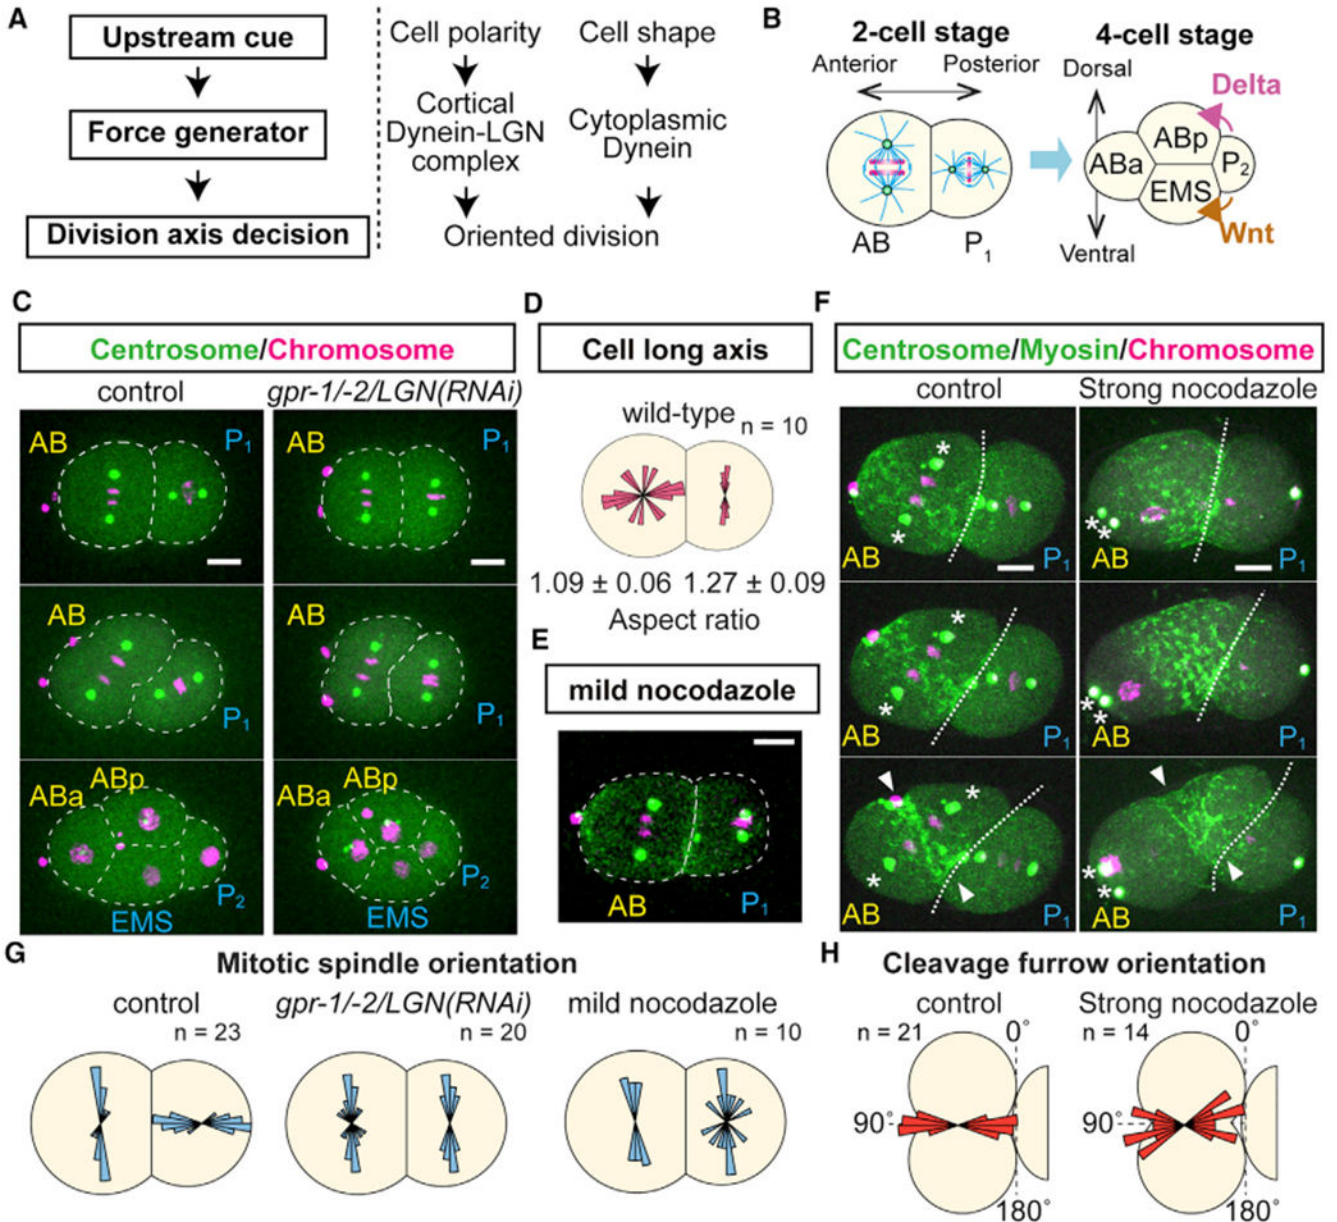 A
Upstream cue
Force generator
Division axis decision
Cell polarity
Cell shape
Cortical
Dynein-LGN
complex
Cytoplasmic
Dynein
Oriented division
B
2-cell stage
4-cell stage
Anterior
Posterior
Dorsal
Delta
ABp
ABa
P2
EMS
Wnt
AB
P1
Ventral
C
Centrosome/Chromosome
control
gpr-1/-2/LGN(RNAi)
AB
P1
AB
P1
AB
P1
AB
P1
ABa
ABp
P2
EMS
ABa
ABp
P2
EMS
D
Cell long axis
wild-type
n = 10
1.09 ± 0.06
1.27 ± 0.09
Aspect ratio
E
mild nocodazole
AB
P1
F
Centrosome/Myosin/Chromosome
control
Strong nocodazole
*
*
AB
P1
*
*
AB
P1
*
*
AB
P1
*
*
AB
P1
*
*
AB
P1
*
*
AB
P1
G
Mitotic spindle orientation
control
n = 23
gpr-1/-2/LGN(RNAi)
n = 20
mild nocodazole
n = 10
H
Cleavage furrow orientation
control
Strong nocodazole
n = 21
0°
n = 14
0°
90°
90°
180°
180°